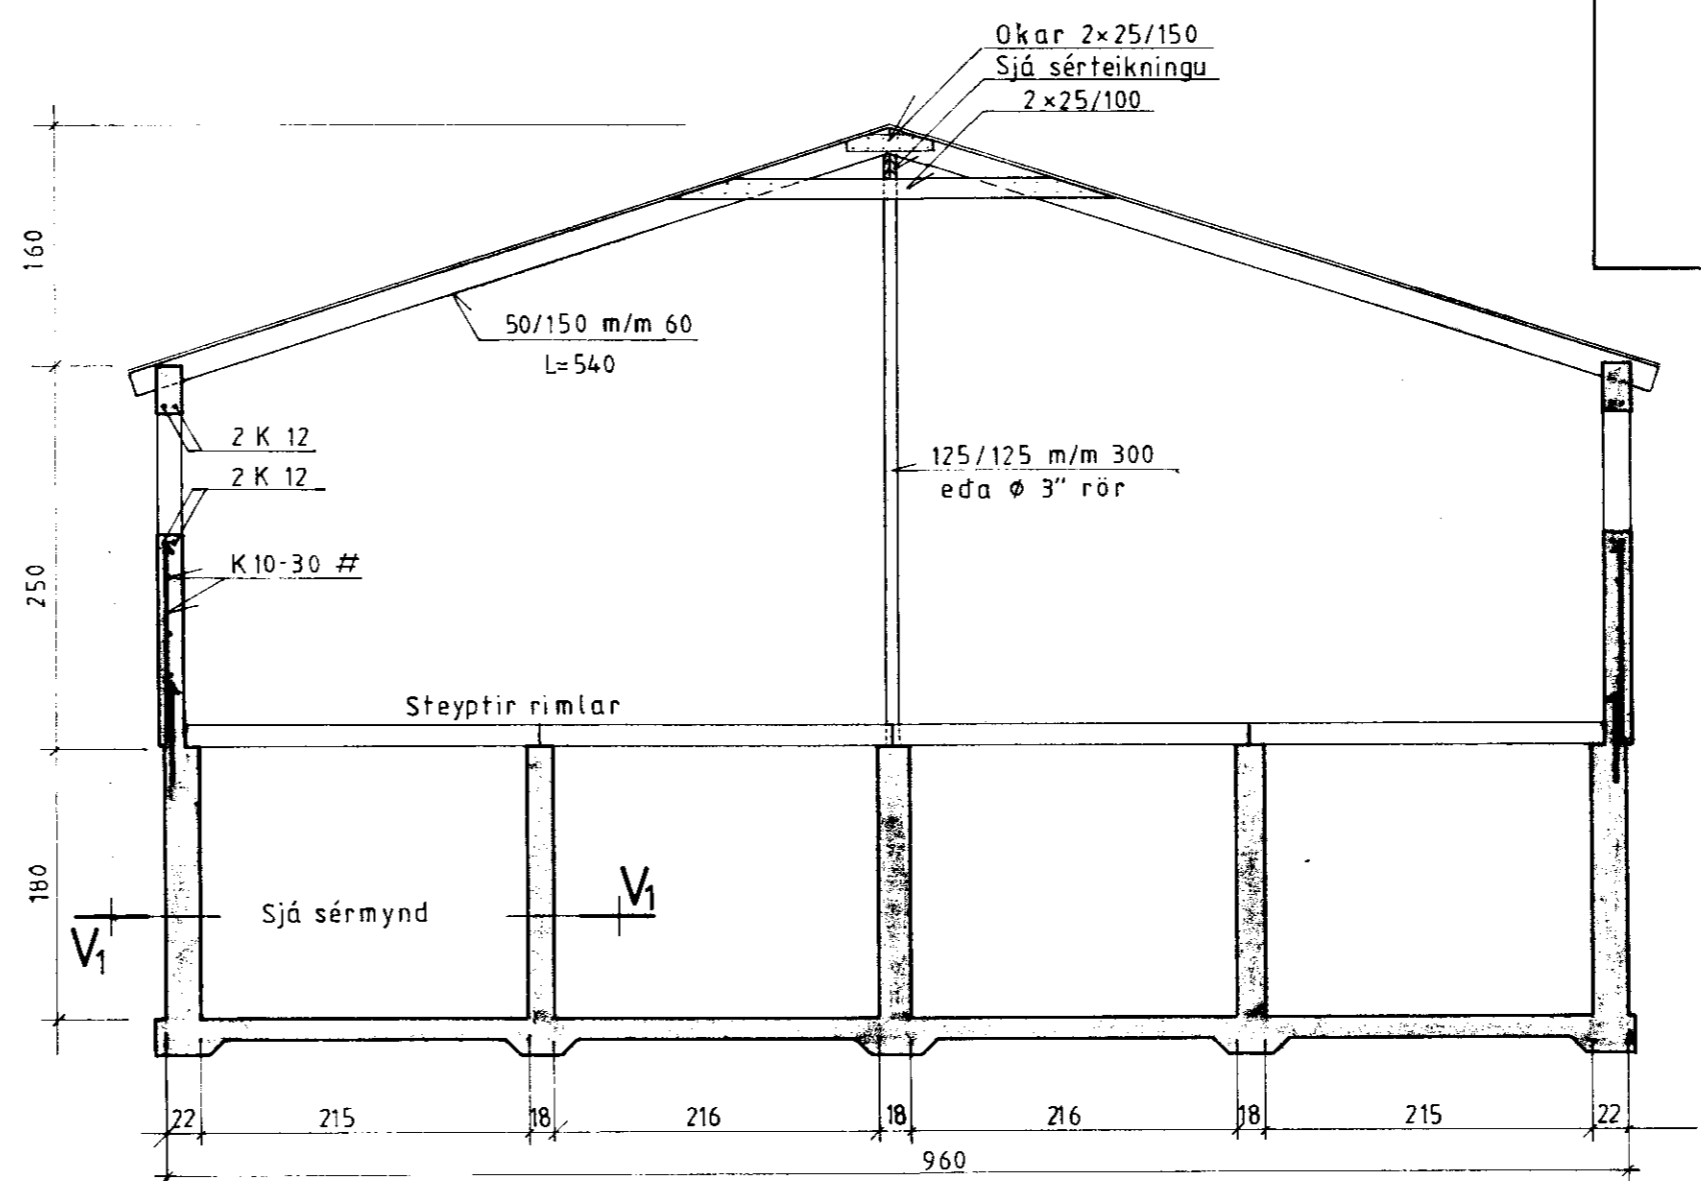 Okar 2×25/150
Sjá sérteikningu
2×25/100
160
50/150 m/m 60
L=540
2 K 12
2 K 12
125/125 m/m 300
eða ϕ 3" rör
K10-30 #
250
Steyptir rimlar
180
V1
Sjá sérmynd
V1
22 215 18 216 18 216 18 215 22
960